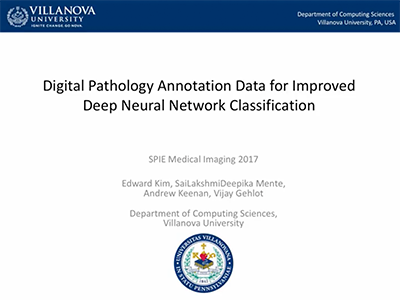 VILLANOVA
UNIVERSITY
IGNITE CHANGE. GO NOVA.
Department of Computing Sciences
Villanova University, PA, USA
Digital Pathology Annotation Data for Improved
Deep Neural Network Classification
SPIE Medical Imaging 2017
Edward Kim, SaiLakshmiDeepika Mente,
Andrew Keenan, Vijay Gehlot
Department of Computing Sciences,
Villanova University
UNIVERSITAS VILLANOVANA
IN STATU PENNSYLVANIAE